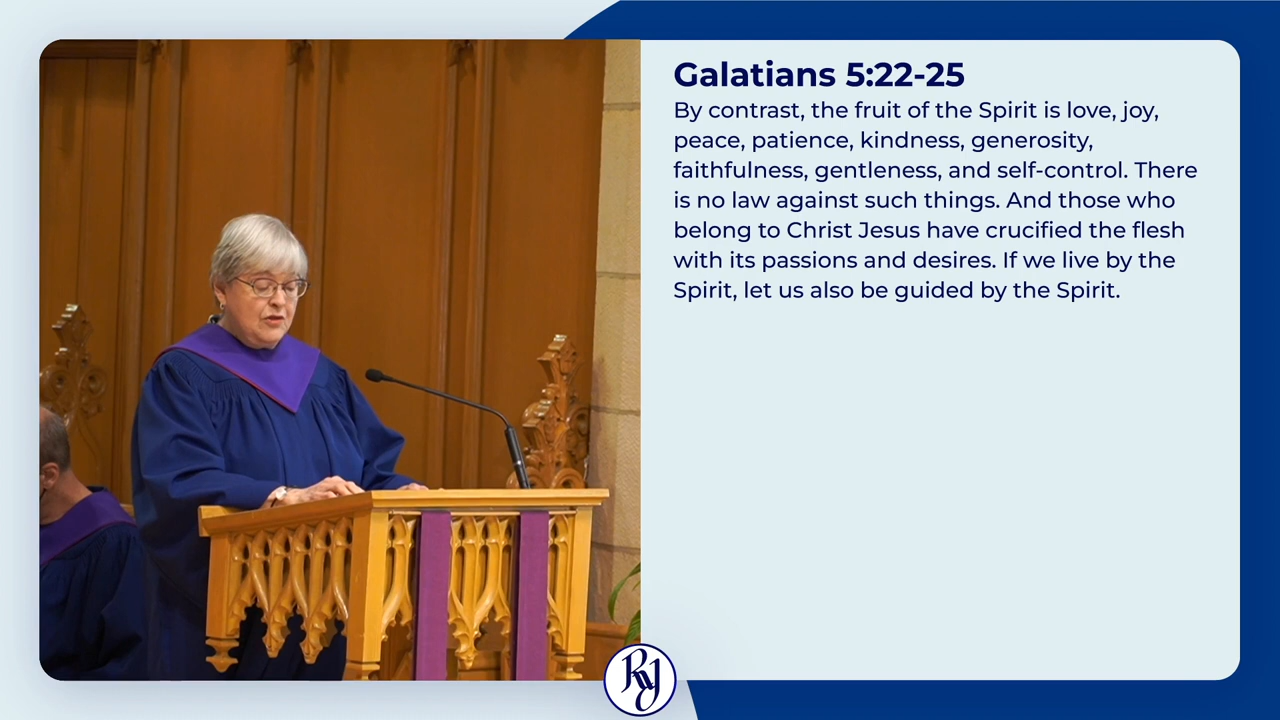 Galatians 5:22-25
By contrast, the fruit of the Spirit is love, joy,
peace, patience, kindness, generosity,
faithfulness, gentleness, and self-control. There
is no law against such things. And those who
belong to Christ Jesus have crucified the flesh
with its passions and desires. If we live by the
Spirit, let us also be guided by the Spirit.